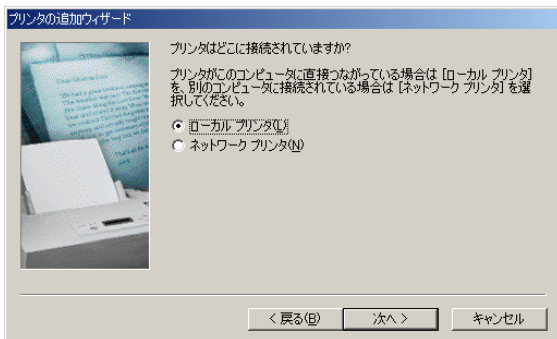 プリンタの追加ウィザード
プリンタはどこに接続されていますか?
プリンタがこのコンピュータに直接つながっている場合は [ローカル プリンタ]
を、別のコンピュータに接続されている場合は [ネットワーク プリンタ] を選
択してください。
ローカル プリンタ(L)
ネットワーク プリンタ(N)
< 戻る(B)
次へ >
キャンセル